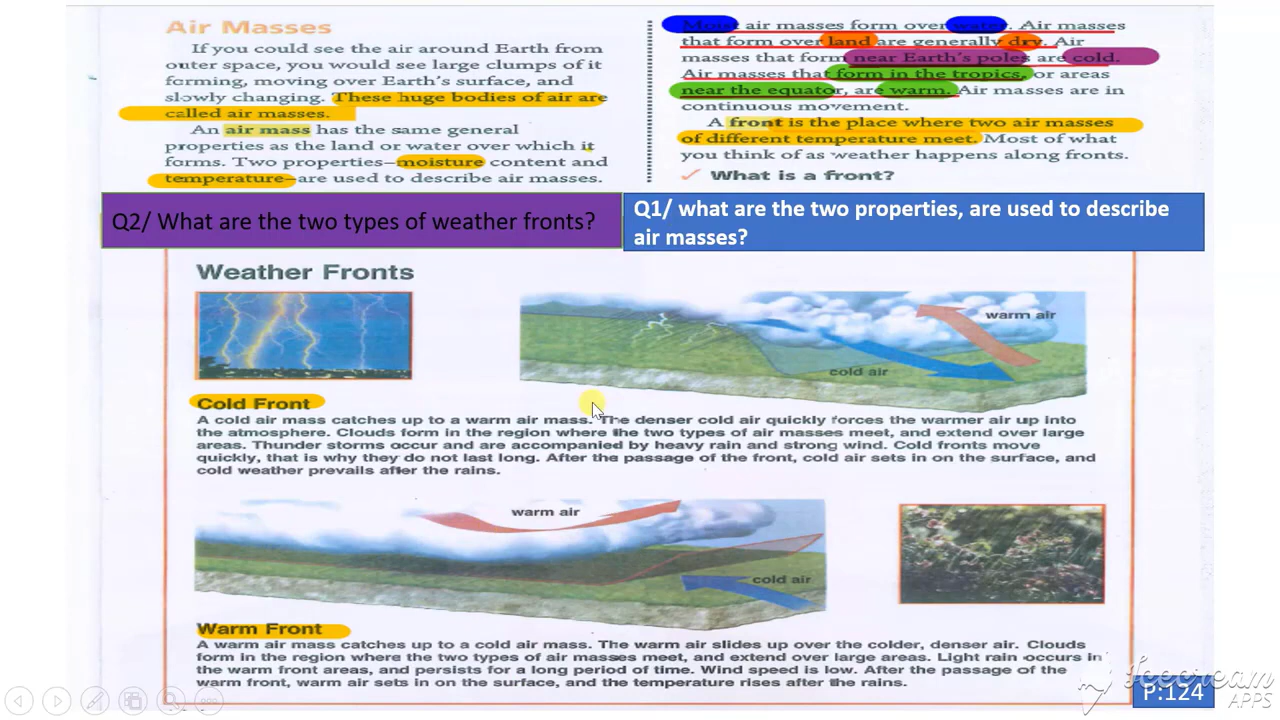 Air Masses
If you could see the air around Earth from
outer space, you would see large clumps of it
forming, moving over Earth's surface, and
slowly changing. These huge bodies of air are
called air masses.
An air mass has the same general
properties as the land or water over which it
forms. Two properties—moisture content and
temperature—are used to describe air masses.
Moist air masses form over water. Air masses
that form over land are generally dry. Air
masses that form near Earth's poles are cold.
Air masses that form in the tropics, or areas
near the equator, are warm. Air masses are in
continuous movement.
A front is the place where two air masses
of different temperature meet. Most of what
you think of as weather happens along fronts.
✓ What is a front?
Q2/ What are the two types of weather fronts?
Q1/ what are the two properties, are used to describe
air masses?
Weather Fronts
warm air
cold air
Cold Front
A cold air mass catches up to a warm air mass. The denser cold air quickly forces the warmer air up into
the atmosphere. Clouds form in the region where the two types of air masses meet, and extend over large
areas. Thunder storms occur and are accompanied by heavy rain and strong wind. Cold fronts move
quickly, that is why they do not last long. After the passage of the front, cold air sets in on the surface, and
cold weather prevails after the rains.
warm air
cold air
Warm Front
A warm air mass catches up to a cold air mass. The warm air slides up over the colder, denser air. Clouds
form in the region where the two types of air masses meet, and extend over large areas. Light rain occurs in
the warm front areas, and persists for a long period of time. Wind speed is low. After the passage of the
warm front, warm air sets in on the surface, and the temperature rises after the rains.
Icecream
APPS
P:124